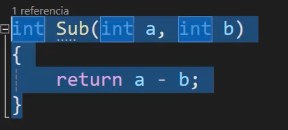 1 referencia
int Sub(int a, int b)
{
return a - b;
}